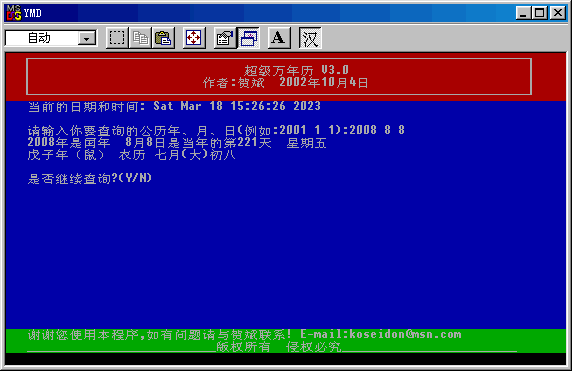 YMD
自动
A
汉
超级万年历 V3.0
作者:贺斌 2002年10月4日
当前的日期和时间: Sat Mar 18 15:26:26 2023
请输入你要查询的公历年、月、日(例如:2001 1 1):2008 8 8
2008年是闰年 8月8日是当年的第221天 星期五
戊子年（鼠） 农历 七月(大)初八
是否继续查询?(Y/N)
谢谢您使用本程序,如有问题请与贺斌联系! E-mail:koseidon@msn.com
版权所有 侵权必究